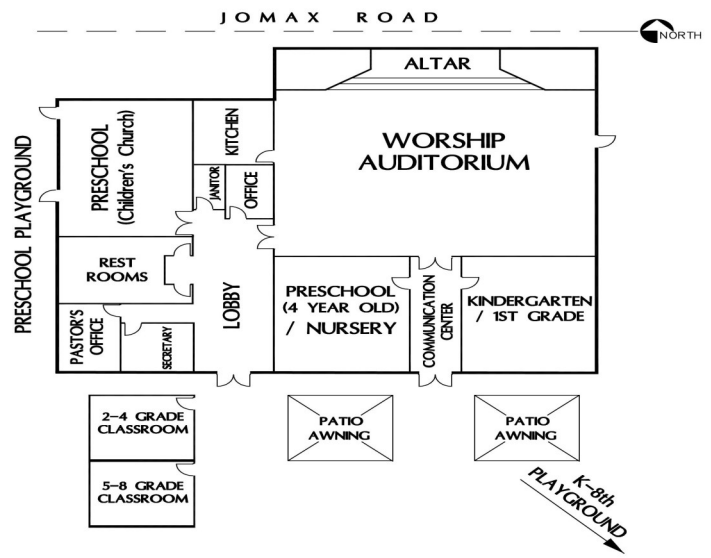 JOMAX ROAD
NORTH
ALTAR
WORSHIP
AUDITORIUM
KITCHEN
JANITOR
OFFICE
PRESCHOOL
(Children's Church)
PRESCHOOL PLAYGROUND
REST
ROOMS
LOBBY
PASTOR'S
OFFICE
SECRETARY
PRESCHOOL
(4 YEAR OLD)
/ NURSERY
COMMUNICATION
CENTER
KINDERGARTEN
/ 1ST GRADE
2-4 GRADE
CLASSROOM
5-8 GRADE
CLASSROOM
PATIO
AWNING
PATIO
AWNING
K-8th
PLAYGROUND